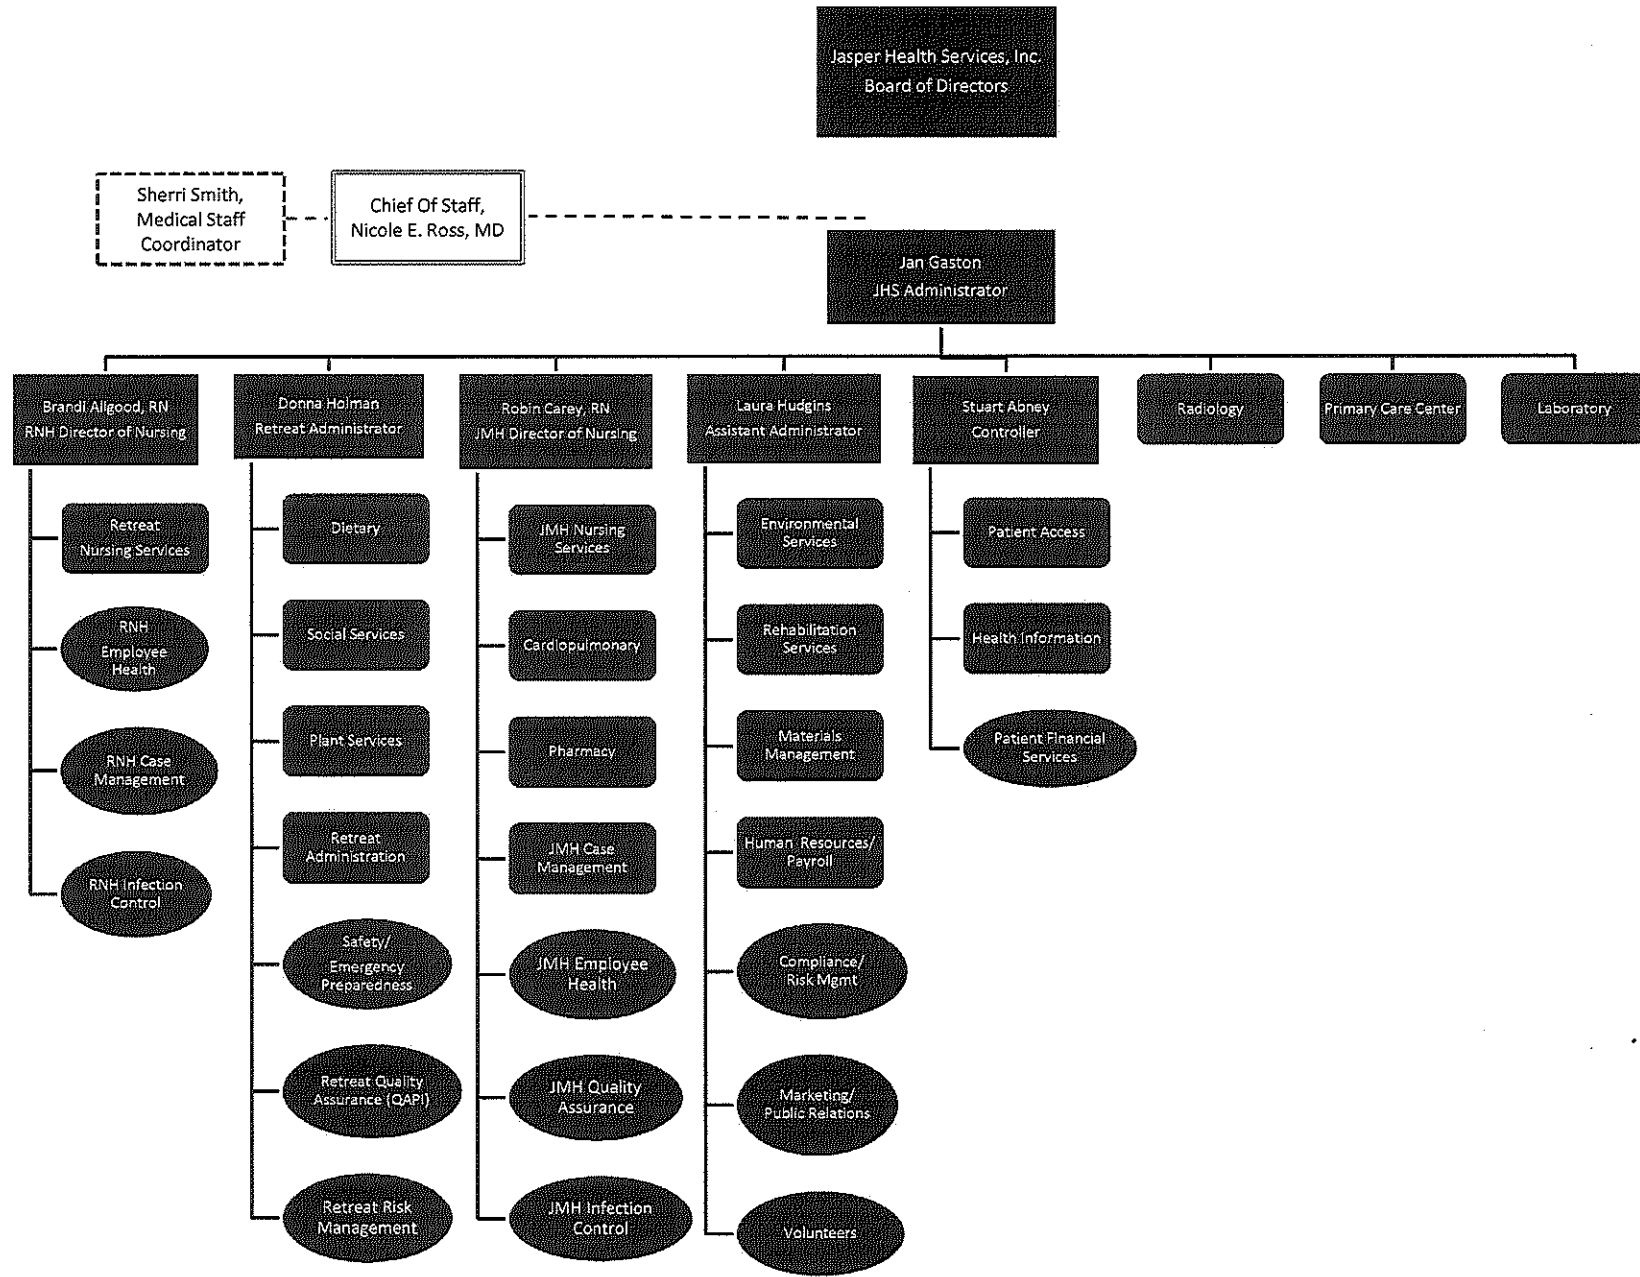 Jasper Health Services, Inc.
Board of Directors
Sherri Smith,
Medical Staff
Coordinator
Chief Of Staff,
Nicole E. Ross, MD
Jan Gaston
JHS Administrator
Brandi Allgood, RN
RNH Director of Nursing
Donna Holman
Retreat Administrator
Robin Carey, RN
JMH Director of Nursing
Laura Hudgins
Assistant Administrator
Stuart Abney
Controller
Radiology
Primary Care Center
Laboratory
Retreat
Nursing Services
RNH
Employee
Health
RNH Case
Management
RNH Infection
Control
Dietary
Social Services
Plant Services
Retreat
Administration
Safety/
Emergency
Preparedness
Retreat Quality
Assurance (QAPI)
Retreat Risk
Management
JMH Nursing
Services
Cardiopulmonary
Pharmacy
JMH Case
Management
JMH Employee
Health
JMH Quality
Assurance
JMH Infection
Control
Environmental
Services
Rehabilitation
Services
Materials
Management
Human Resources/
Payroll
Compliance/
Risk Mgmt
Marketing/
Public Relations
Volunteers
Patient Access
Health Information
Patient Financial
Services